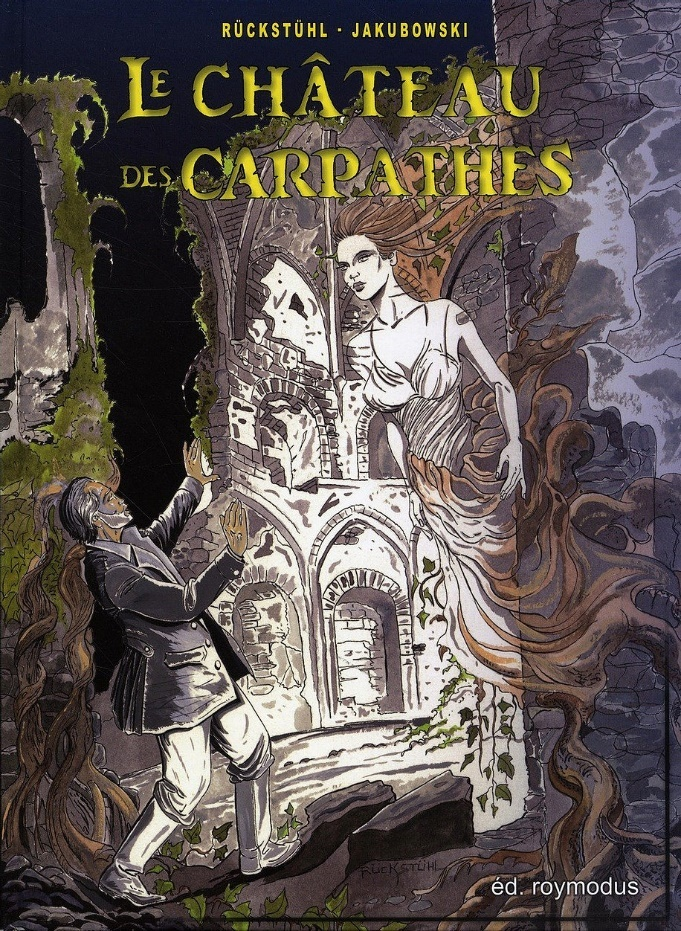 RÜCKSTÜHL - JAKUBOWSKI
LE CHÂTEAU
DES CARPATHES
RÜCKSTÜHL
éd. roymodus